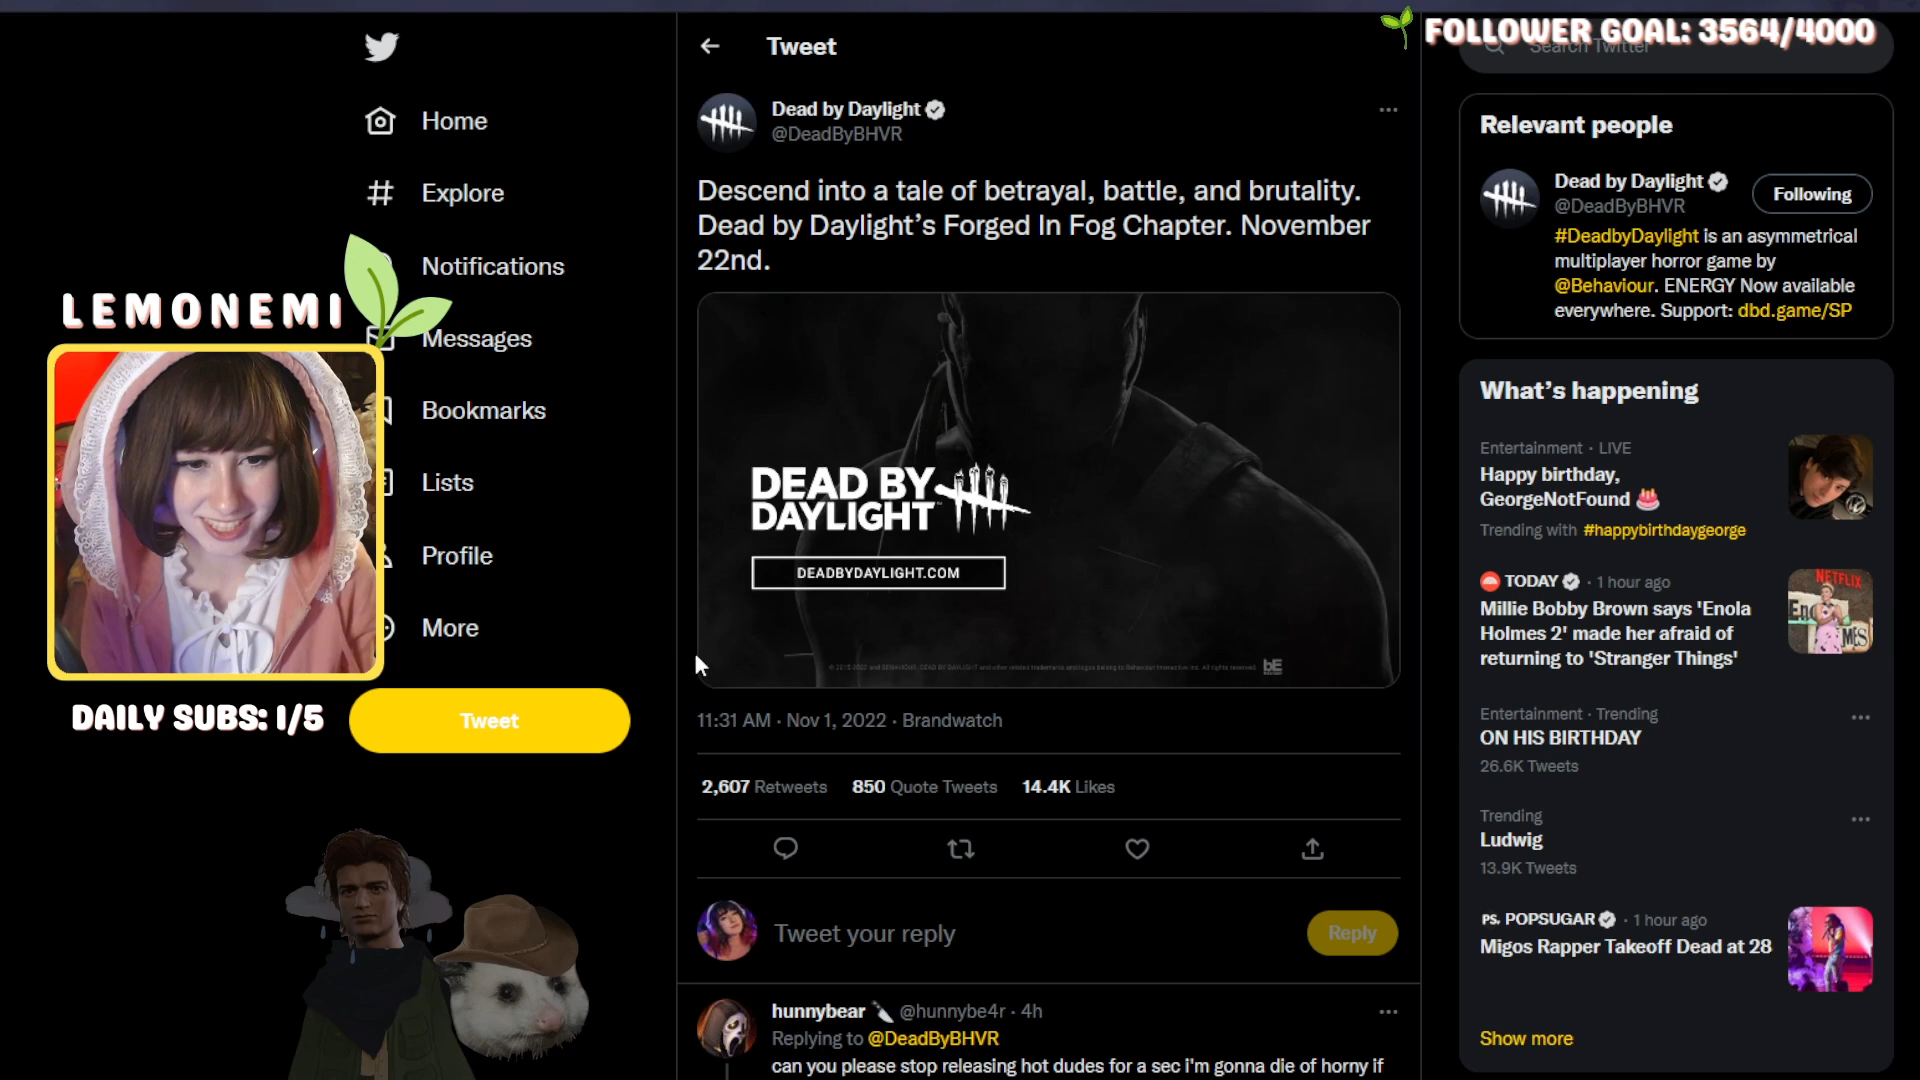 FOLLOWER GOAL: 3564/4000
Search Twitter
Home
Explore
Notifications
Messages
Bookmarks
Lists
Profile
More
Tweet
LEMONEMI
DAILY SUBS: 1/5
Tweet
Dead by Daylight
@DeadByBHVR
Descend into a tale of betrayal, battle, and brutality.
Dead by Daylight’s Forged In Fog Chapter. November
22nd.
DEAD BY
DAYLIGHT
DEADBYDAYLIGHT.COM
bE
11:31 AM · Nov 1, 2022 · Brandwatch
2,607 Retweets 850 Quote Tweets 14.4K Likes
Tweet your reply
Reply
hunnybear @hunnybe4r · 4h
Replying to @DeadByBHVR
can you please stop releasing hot dudes for a sec i'm gonna die of horny if
Relevant people
Dead by Daylight
@DeadByBHVR
Following
#DeadbyDaylight is an asymmetrical
multiplayer horror game by
@Behaviour. ENERGY Now available
everywhere. Support: dbd.game/SP
What’s happening
Entertainment · LIVE
Happy birthday,
GeorgeNotFound
Trending with #happybirthdaygeorge
TODAY · 1 hour ago
Millie Bobby Brown says 'Enola
Holmes 2' made her afraid of
returning to 'Stranger Things'
NETFLIX
Entertainment · Trending
ON HIS BIRTHDAY
26.6K Tweets
Trending
Ludwig
13.9K Tweets
PS. POPSUGAR · 1 hour ago
Migos Rapper Takeoff Dead at 28
Show more